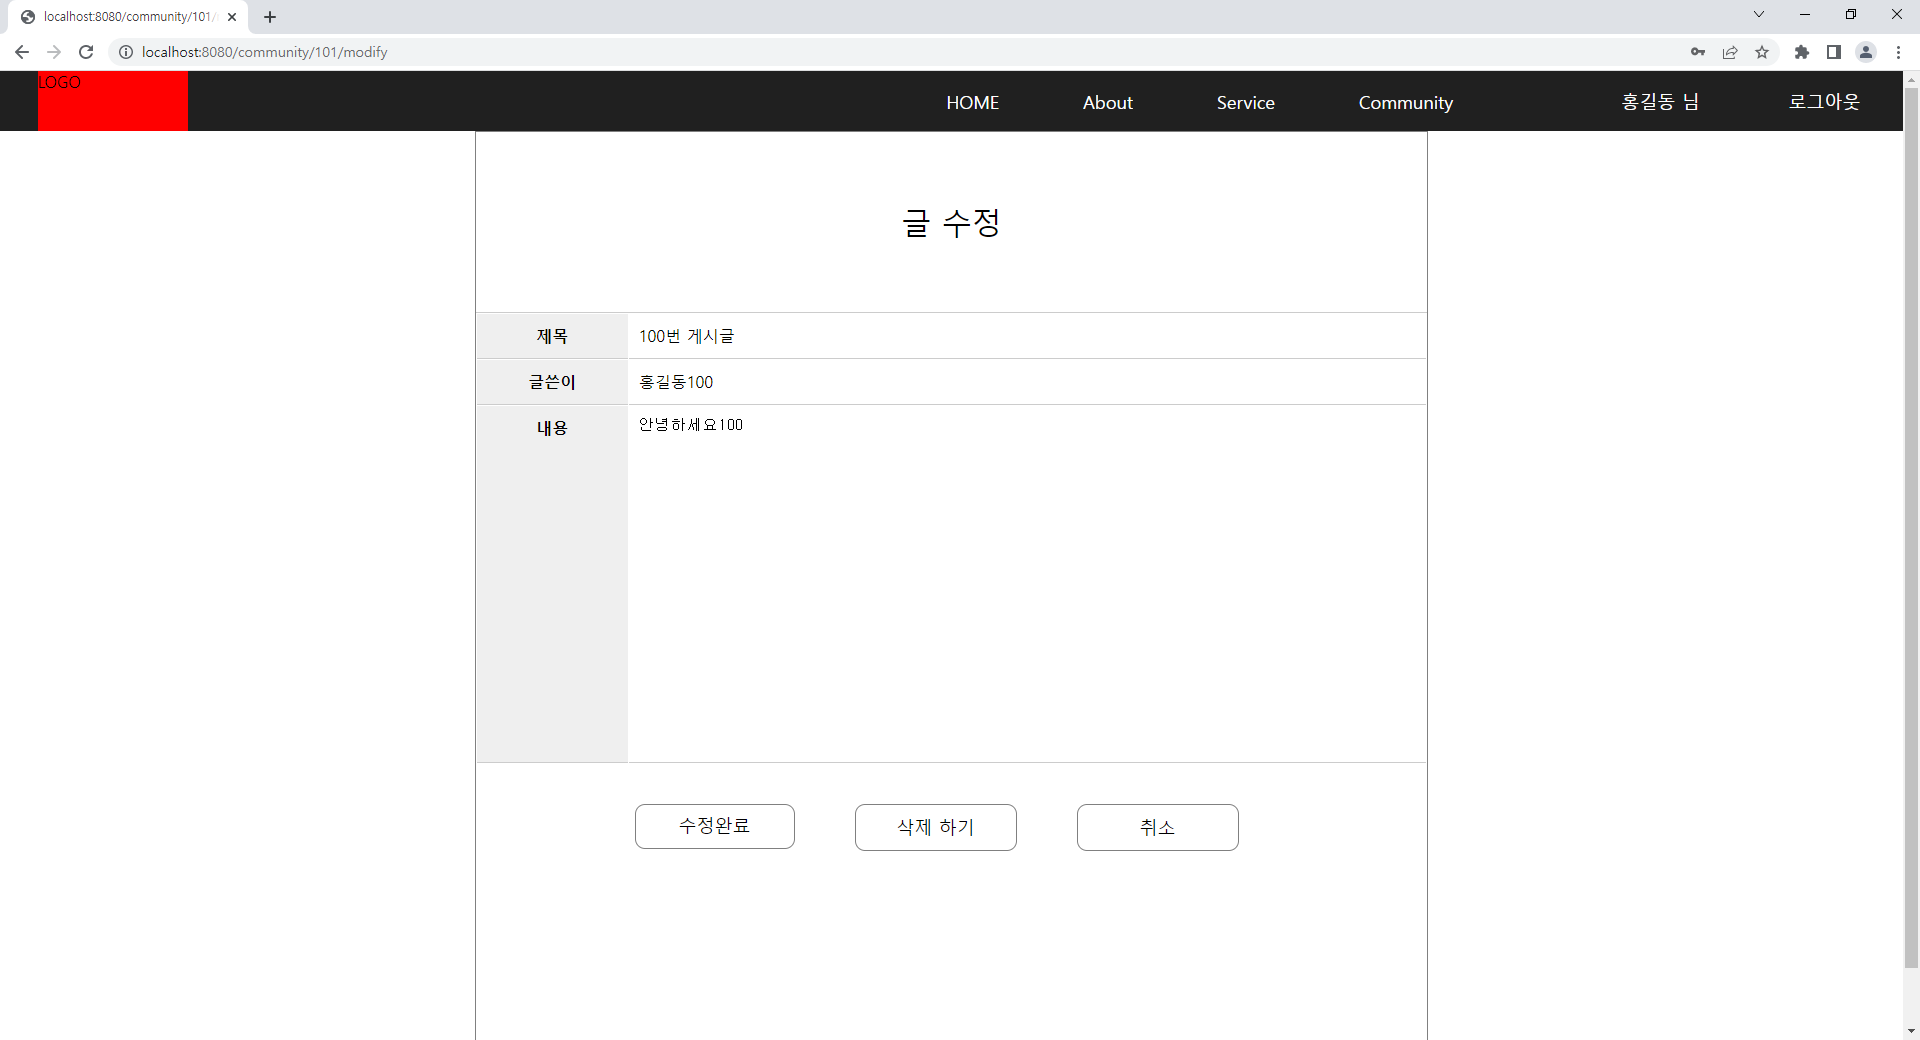 localhost:8080/community/101/
localhost:8080/community/101/modify
LOGO
HOME About Service Community 홍길동 님 로그아웃
글 수정
제목 100번 게시글
글쓴이 홍길동100
내용 안녕하세요100
수정완료 삭제 하기 취소